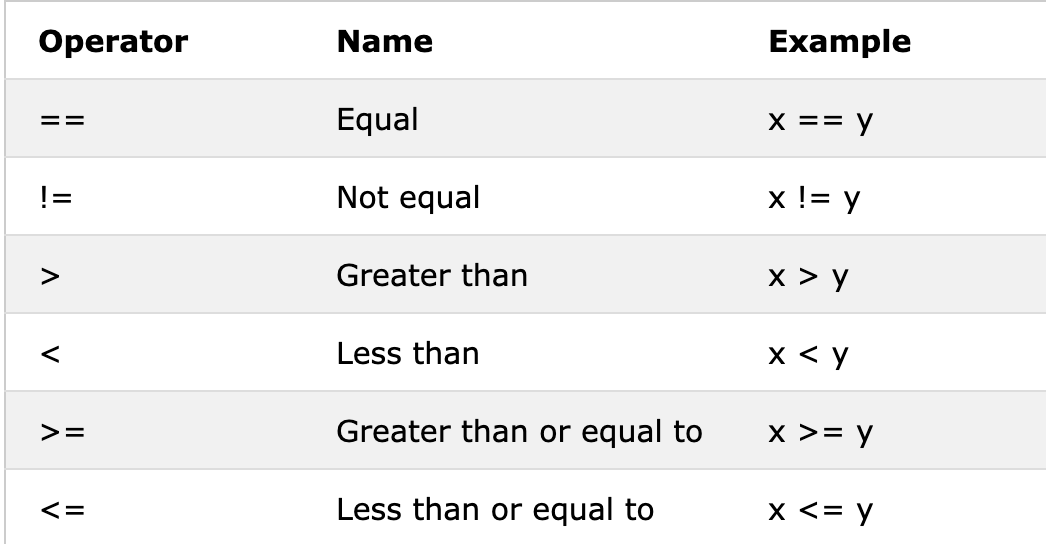 Operator Name Example
== Equal x == y
!= Not equal x != y
> Greater than x > y
< Less than x < y
>= Greater than or equal to x >= y
<= Less than or equal to x <= y